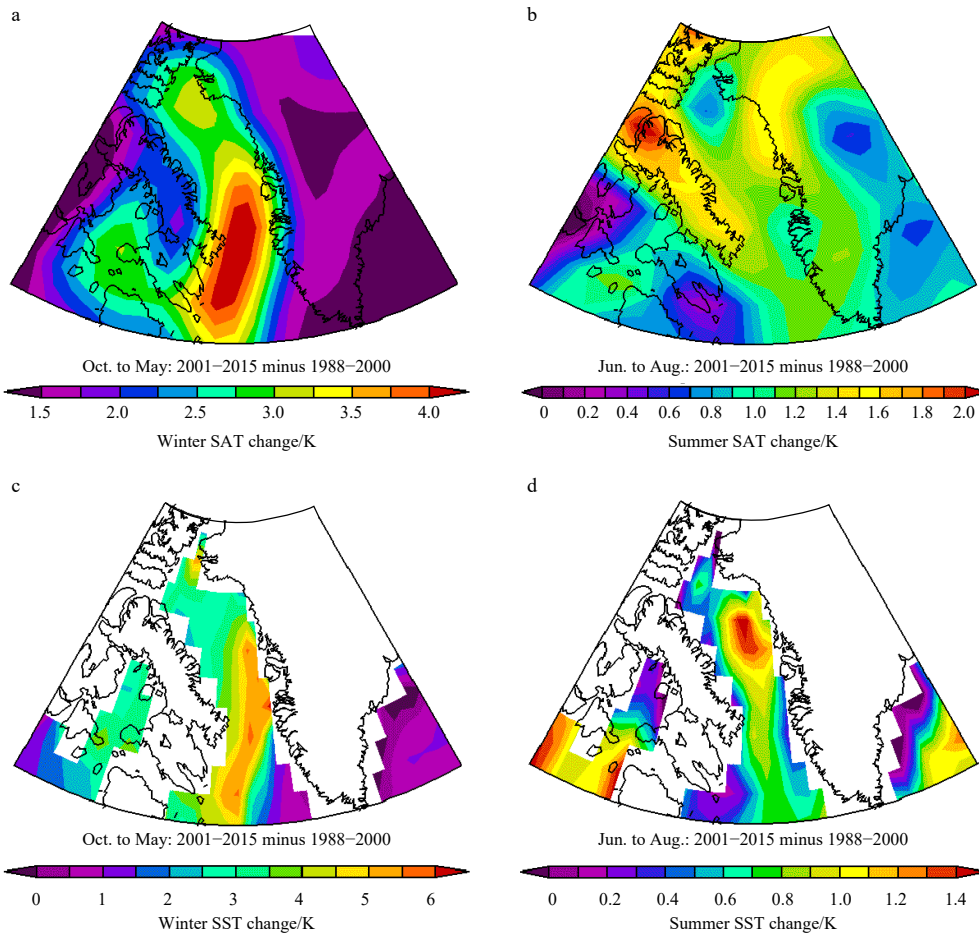 a
b
Oct. to May: 2001−2015 minus 1988−2000
Jun. to Aug.: 2001−2015 minus 1988−2000
1.5 2.0 2.5 3.0 3.5 4.0
0 0.2 0.4 0.6 0.8 1.0 1.2 1.4 1.6 1.8 2.0
Winter SAT change/K
Summer SAT change/K
c
d
Oct. to May: 2001−2015 minus 1988−2000
Jun. to Aug.: 2001−2015 minus 1988−2000
0 1 2 3 4 5 6
0 0.2 0.4 0.6 0.8 1.0 1.2 1.4
Winter SST change/K
Summer SST change/K